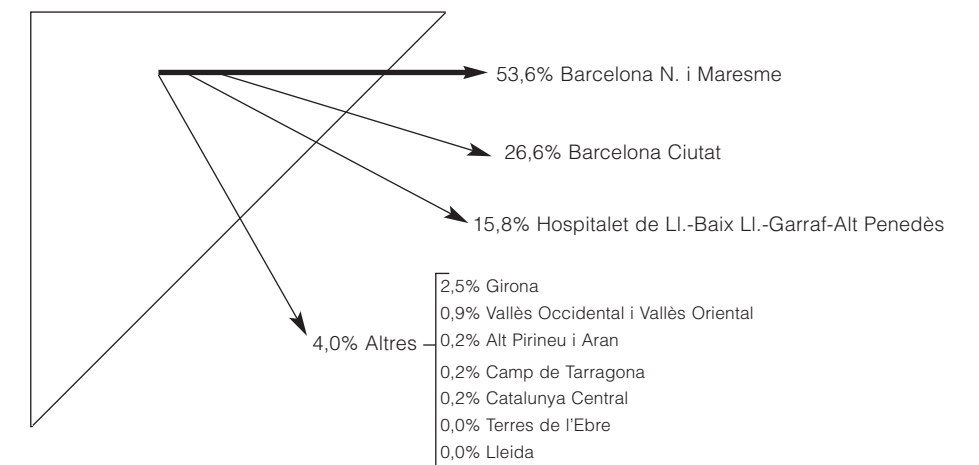 53,6% Barcelona N. i Maresme
26,6% Barcelona Ciutat
15,8% Hospitalet de Ll.-Baix Ll.-Garraf-Alt Penedès
4,0% Altres
2,5% Girona
0,9% Vallès Occidental i Vallès Oriental
0,2% Alt Pirineu i Aran
0,2% Camp de Tarragona
0,2% Catalunya Central
0,0% Terres de l'Ebre
0,0% Lleida